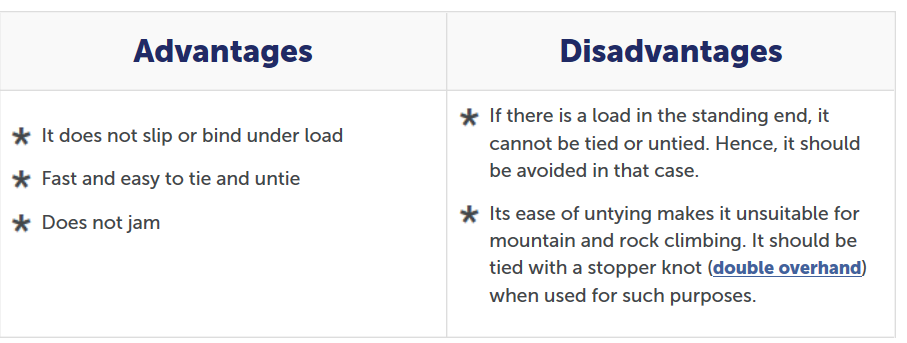 Advantages
Disadvantages
* It does not slip or bind under load
* Fast and easy to tie and untie
* Does not jam
* If there is a load in the standing end, it
cannot be tied or untied. Hence, it should
be avoided in that case.
* Its ease of untying makes it unsuitable for
mountain and rock climbing. It should be
tied with a stopper knot (double overhand)
when used for such purposes.